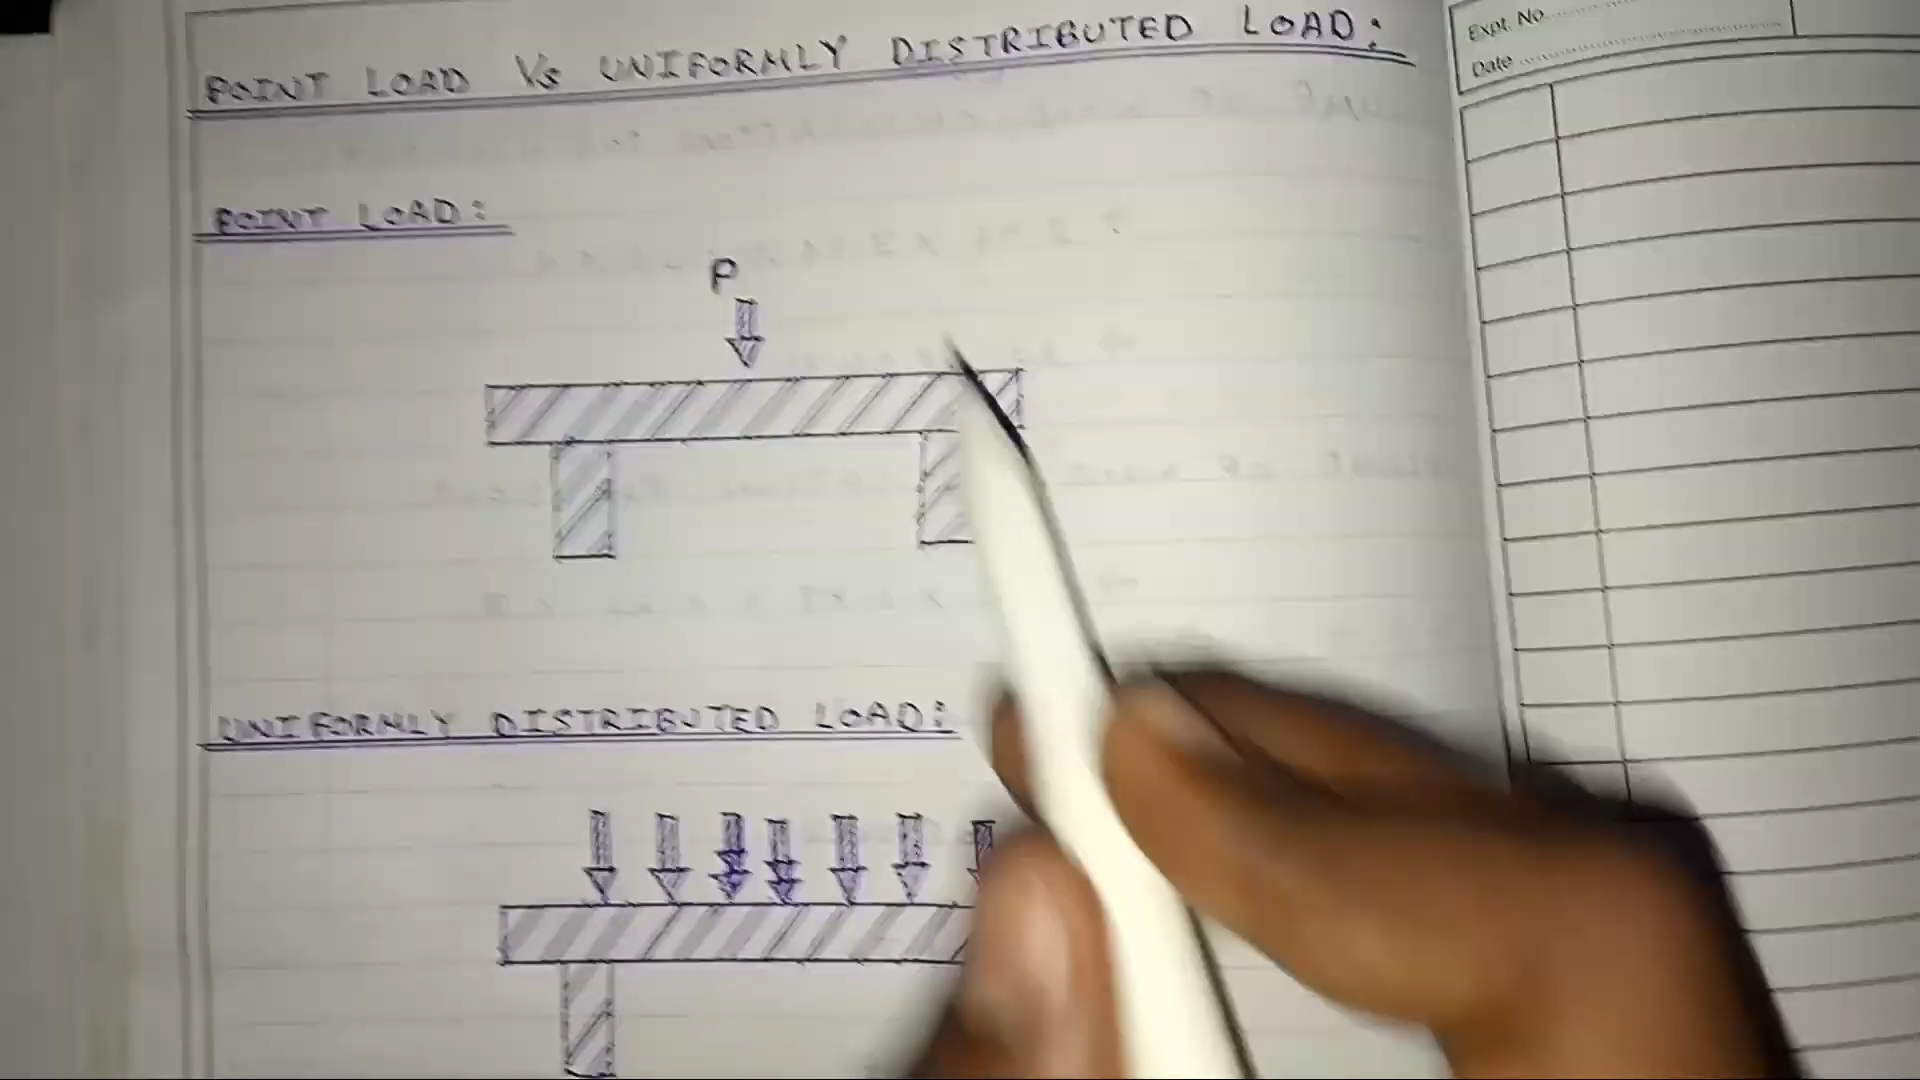 POINT LOAD Vs UNIFORMLY DISTRIBUTED LOAD:
Expt. No.
Date
POINT LOAD:
P
UNIFORMLY DISTRIBUTED LOAD: